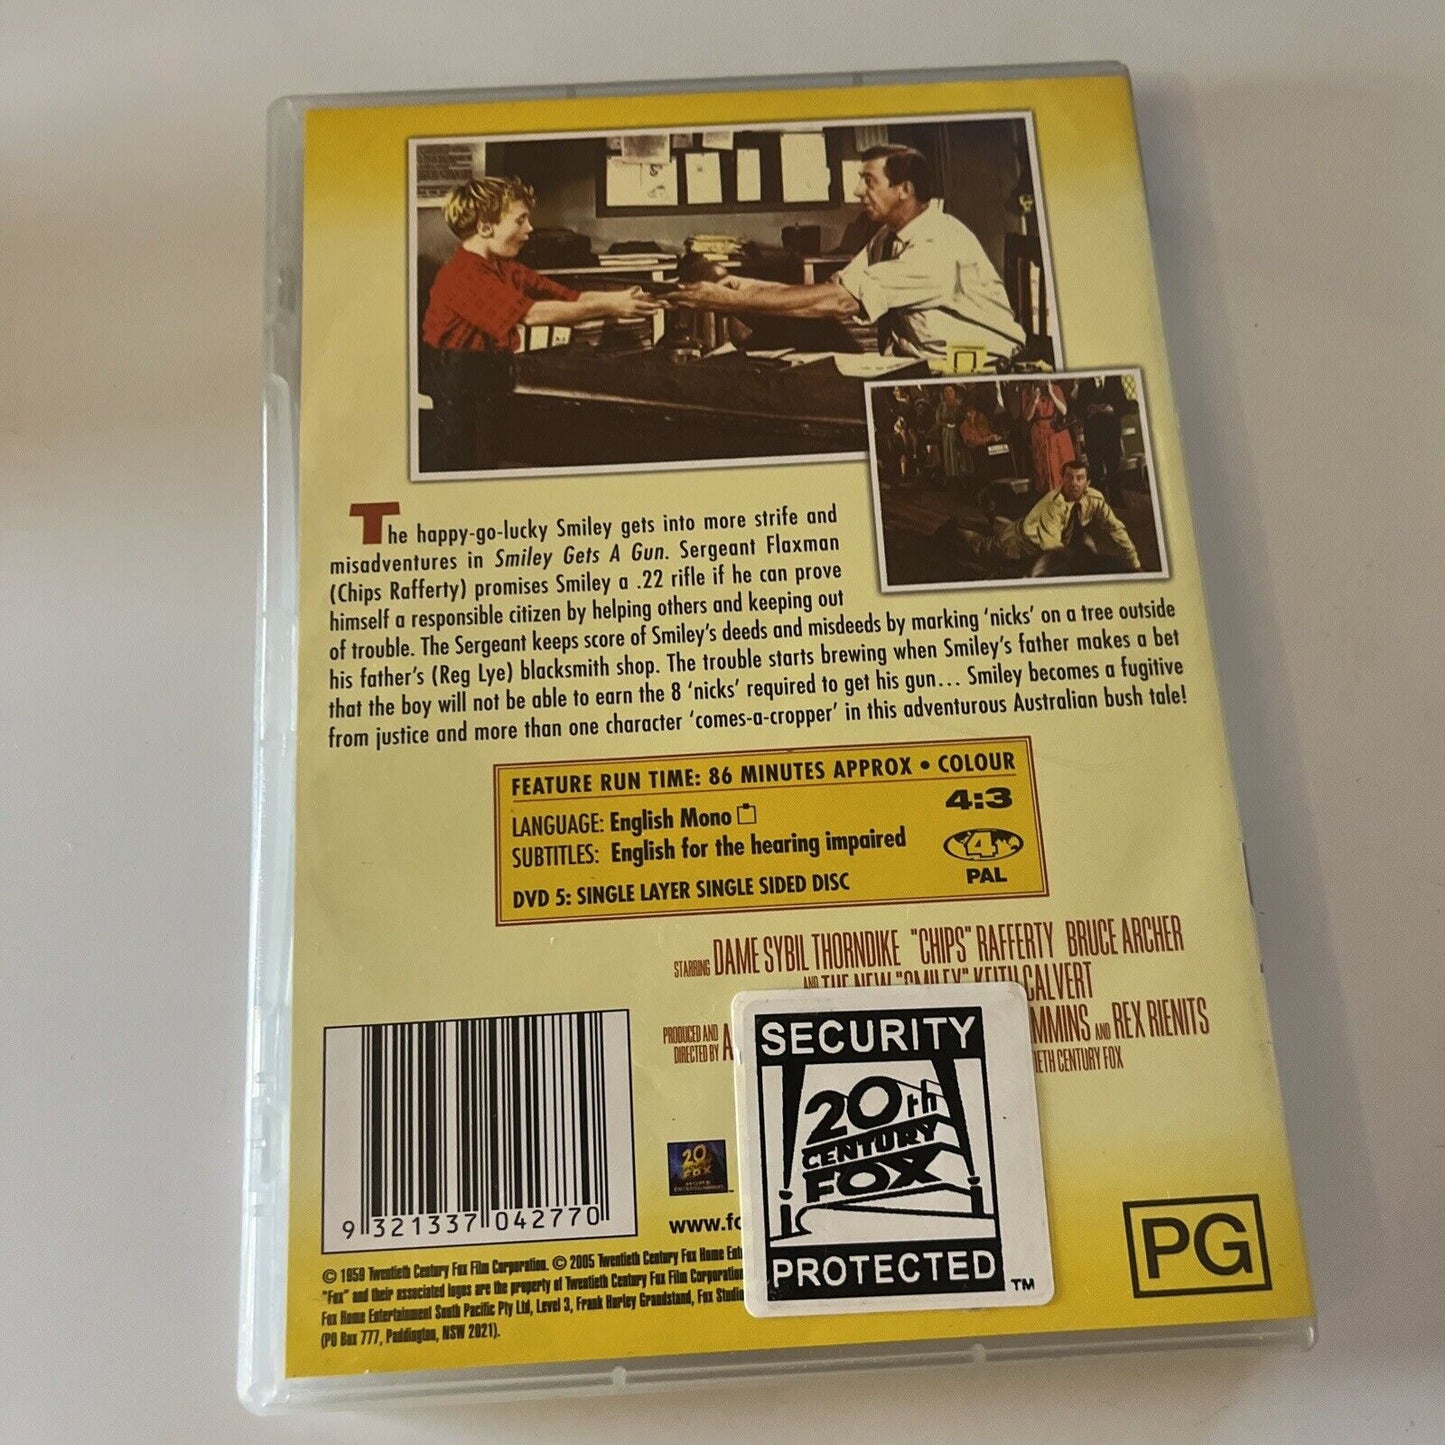 The happy-go-lucky Smiley gets into more strife and
misadventures in Smiley Gets A Gun. Sergeant Flaxman
(Chips Rafferty) promises Smiley a .22 rifle if he can prove
himself a responsible citizen by helping others and keeping out
of trouble. The Sergeant keeps score of Smiley's deeds and misdeeds by marking 'nicks' on a tree outside
his father's (Reg Lye) blacksmith shop. The trouble starts brewing when Smiley's father makes a bet
that the boy will not be able to earn the 8 'nicks' required to get his gun... Smiley becomes a fugitive
from justice and more than one character 'comes-a-cropper' in this adventurous Australian bush tale!
FEATURE RUN TIME: 86 MINUTES APPROX • COLOUR
LANGUAGE: English Mono
SUBTITLES: English for the hearing impaired
DVD 5: SINGLE LAYER SINGLE SIDED DISC
4:3
4
PAL
STARRING DAME SYBIL THORNDIKE "CHIPS" RAFFERTY BRUCE ARCHER
AND THE NEW "SMILEY" KEITH CALVERT
PRODUCED AND
DIRECTED BY A
MMINS AND REX RIENITS
IETH CENTURY FOX
SECURITY
20th
CENTURY
FOX
PROTECTED
TM
20
FOX
HOME
ENTERTAINMENT
www.fo
PG
9 321337 042770
© 1959 Twentieth Century Fox Film Corporation. © 2005 Twentieth Century Fox Home Ent
"Fox" and their associated logos are the property of Twentieth Century Fox Film Corporation
Fox Home Entertainment South Pacific Pty Ltd, Level 3, Frank Hurley Grandstand, Fox Studio
(PO Box 777, Paddington, NSW 2021).